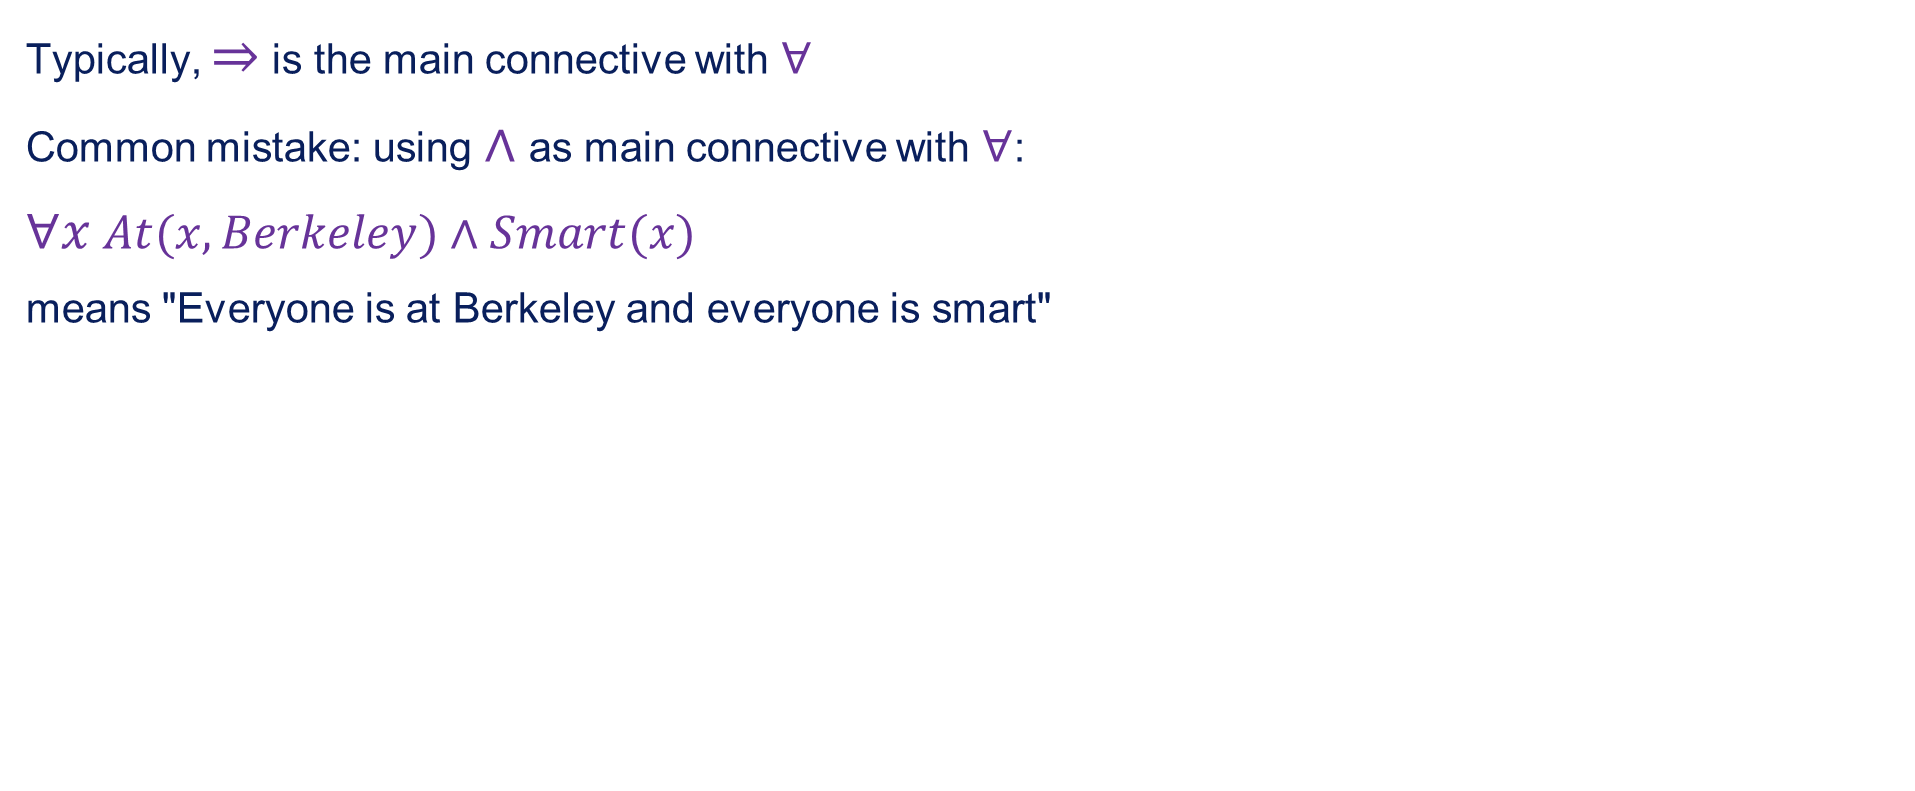 Typically, ⇒ is the main connective with ∀
Common mistake: using Λ as main connective with ∀:
∀x At(x, Berkeley) ∧ Smart(x)
means "Everyone is at Berkeley and everyone is smart"